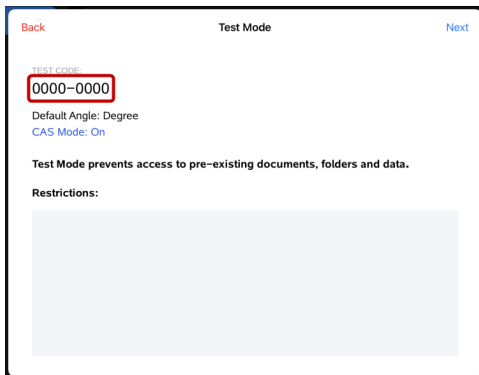 Back
Test Mode
Next
TEST CODE:
0000-0000
Default Angle: Degree
CAS Mode: On
Test Mode prevents access to pre-existing documents, folders and data.
Restrictions: